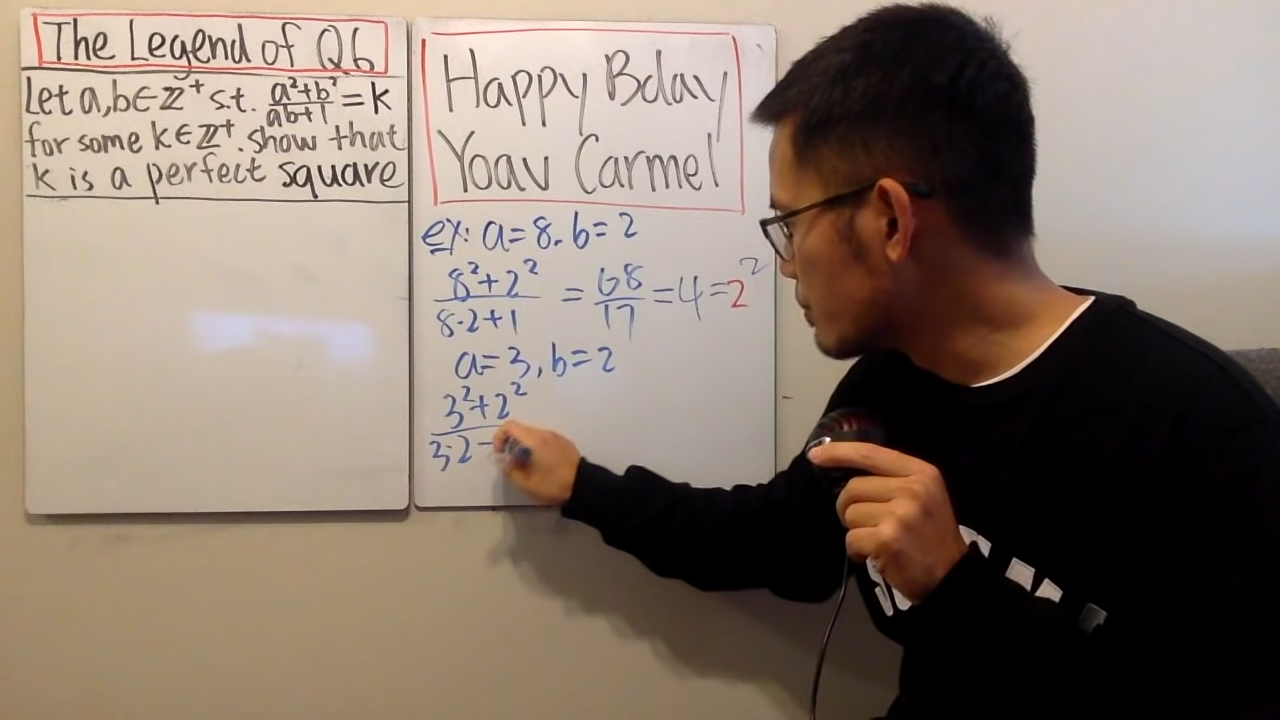 The Legend of Q6
Let a,b∈ℤ⁺ s.t. (a²+b²)/(ab+1) = k
for some k∈ℤ⁺. show that
k is a perfect square
Happy Bday
Yoav Carmel
ex: a=8. b=2
(8²+2²)/(8·2+1) = 68/17 = 4 = 2²
a=3, b=2
3²+2²
3·2